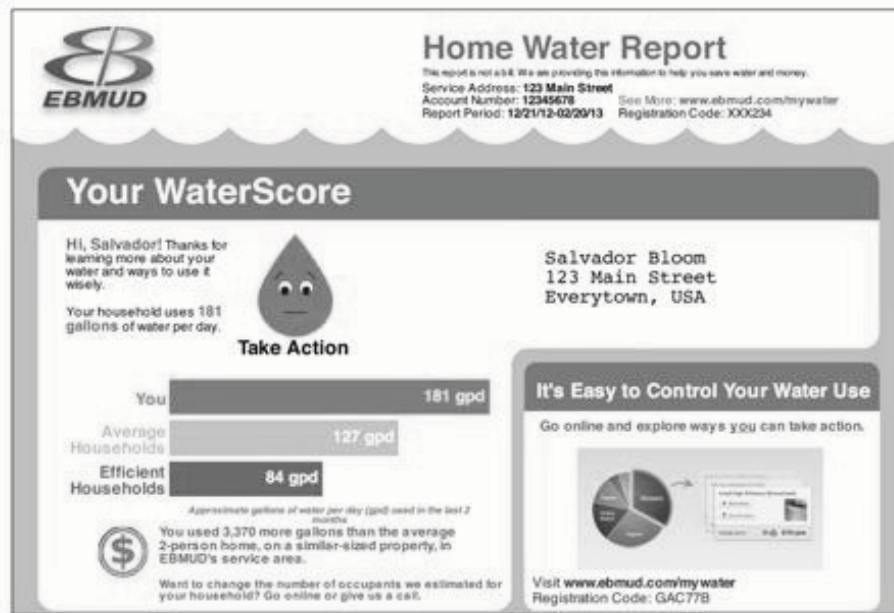 EBMUD
Home Water Report
This report is not a bill. We are providing this information to help you save water and money.
Service Address: 123 Main Street
Account Number: 12345678
See More: www.ebmud.com/mywater
Report Period: 12/21/12-02/20/13
Registration Code: XXX234
Your WaterScore
Hi, Salvador! Thanks for
learning more about your
water and ways to use it
wisely.
Your household uses 181
gallons of water per day.
Take Action
Salvador Bloom
123 Main Street
Everytown, USA
You
181 gpd
Average
Households
127 gpd
Efficient
Households
84 gpd
Approximate gallons of water per day (gpd) used in the last 2
months
$
You used 3,370 more gallons than the average
2-person home, on a similar-sized property, in
EBMUD's service area.
Want to change the number of occupants we estimated for
your household? Go online or give us a call.
It's Easy to Control Your Water Use
Go online and explore ways you can take action.
Visit www.ebmud.com/mywater
Registration Code: GAC77B